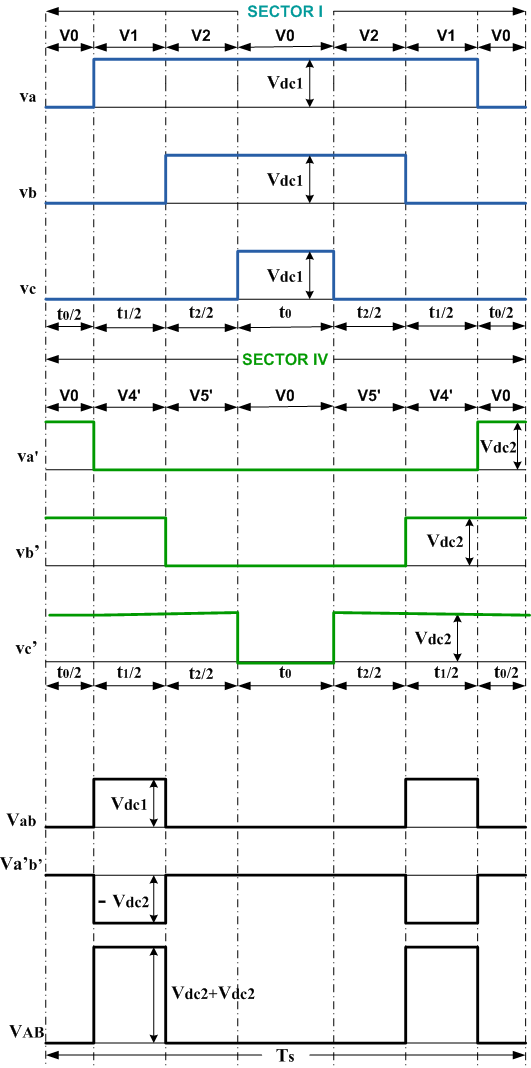 SECTOR I
V0 V1 V2 V0 V2 V1 V0
va Vdc1
vb Vdc1
vc Vdc1
t0/2 t1/2 t2/2 t0 t2/2 t1/2 t0/2
SECTOR IV
V0 V4' V5' V0 V5' V4' V0
va' Vdc2
vb’ Vdc2
vc’ Vdc2
t0/2 t1/2 t2/2 t0 t2/2 t1/2 t0/2
Vab Vdc1
Va’b’
- Vdc2
Vdc2+Vdc2
VAB
Ts